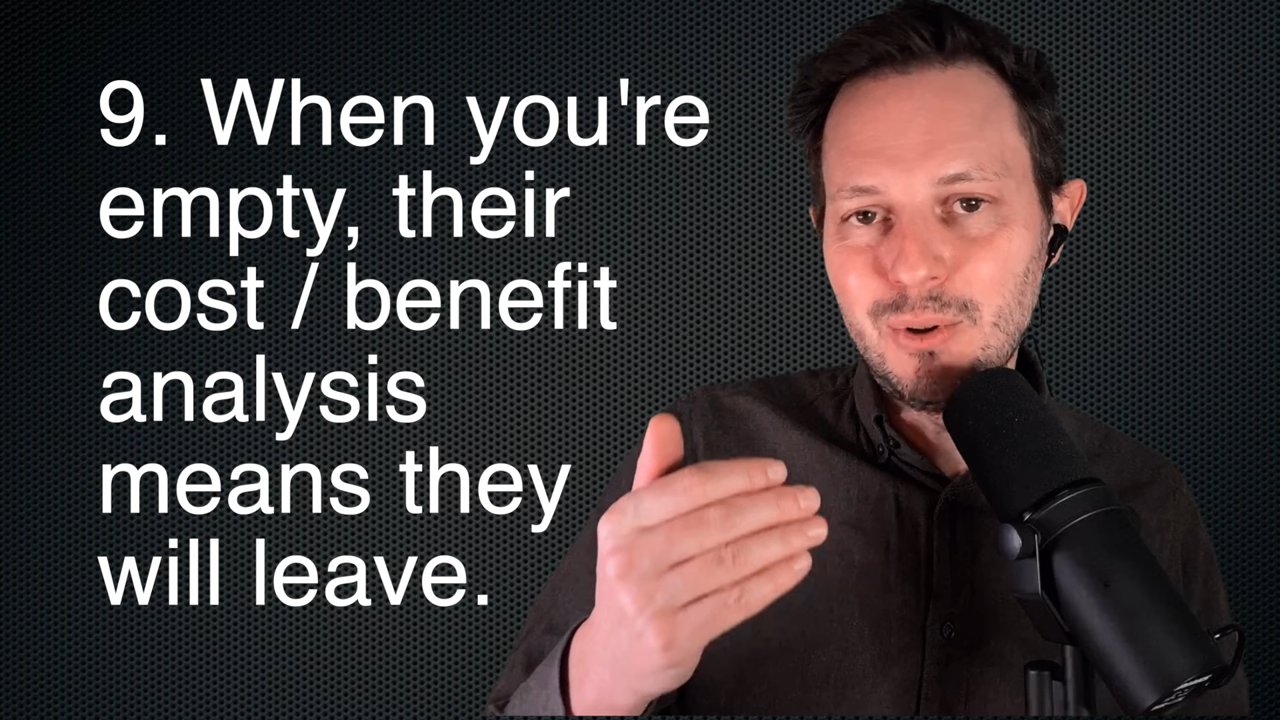 9. When you're
empty, their
cost / benefit
analysis
means they
will leave.